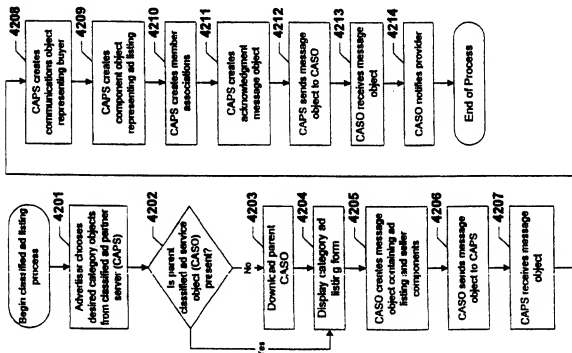 Begin classified ad listing
process
4201
Advertiser chooses
desired category objects
from classified ad partner
server (CAPS)
4202
Is parent
classified ad service
object (CASO)
present?
No
Yes
4203
Download parent
CASO
4204
Display category ad
listing form
4205
CASO creates message
object containing ad
listing and seller
components
4206
CASO sends message
object to CAPS
4207
CAPS receives message
object
4208
CAPS creates
communications object
representing buyer
4209
CAPS creates
component object
representing ad listing
4210
CAPS creates member
associations
4211
CAPS creates
acknowledgment
message object
4212
CAPS sends message
object to CASO
4213
CASO receives message
object
4214
CASO notifies provider
End of Process